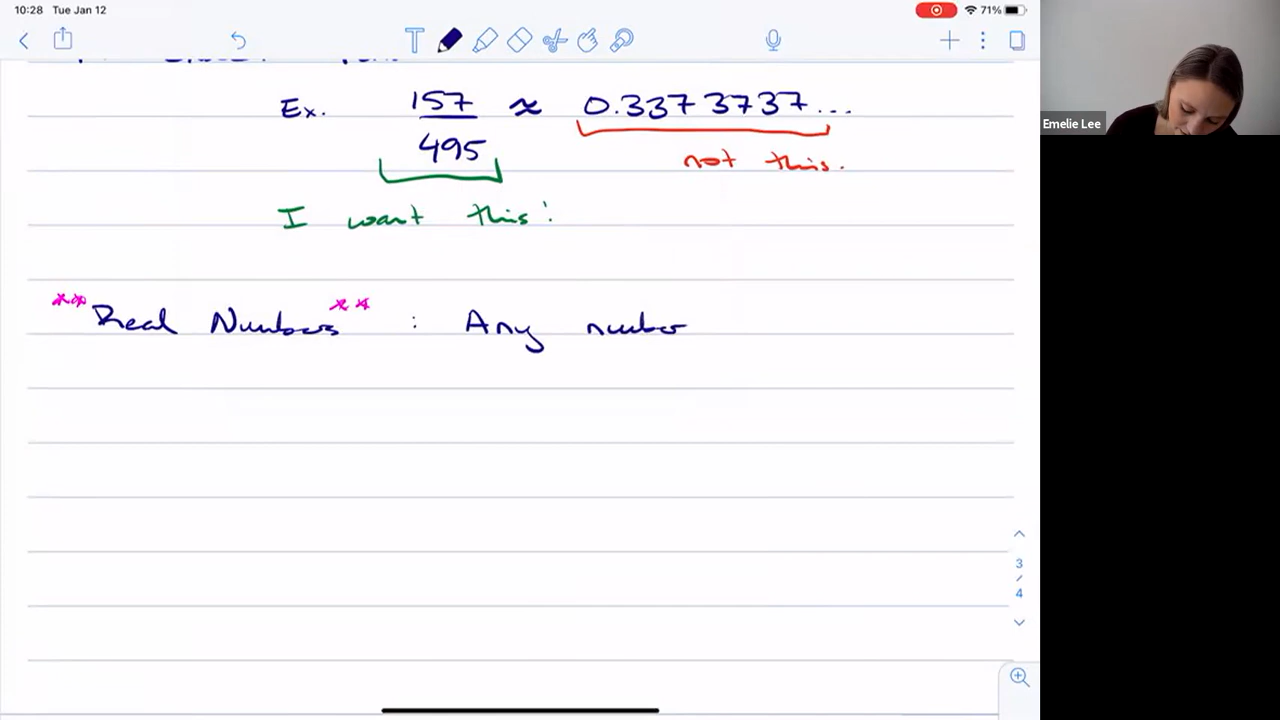 10:28 Tue Jan 12
71%
T
Ex. 157/495 ≈ 0.3373737...
not this.
I want this!
Emelie Lee
**Real Numbers** : Any number
3/4